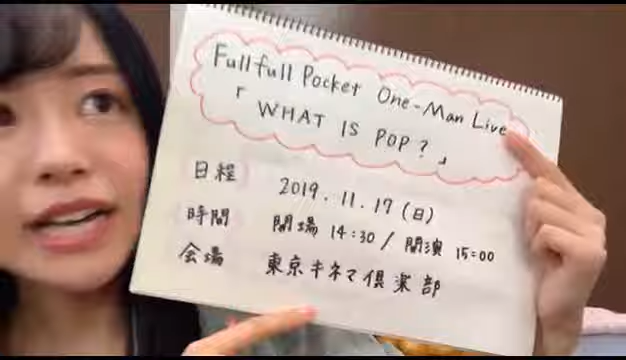 Fullfull Pocket One-Man Live
「WHAT IS POP?」
日程 2019.11.17(日)
時間 開場 14:30 / 開演 15:00
会場 東京キネマ倶楽部